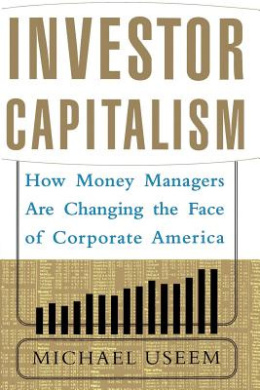 INVESTOR
CAPITALISM
How Money Managers
Are Changing the Face
of Corporate America
MICHAEL USEEM